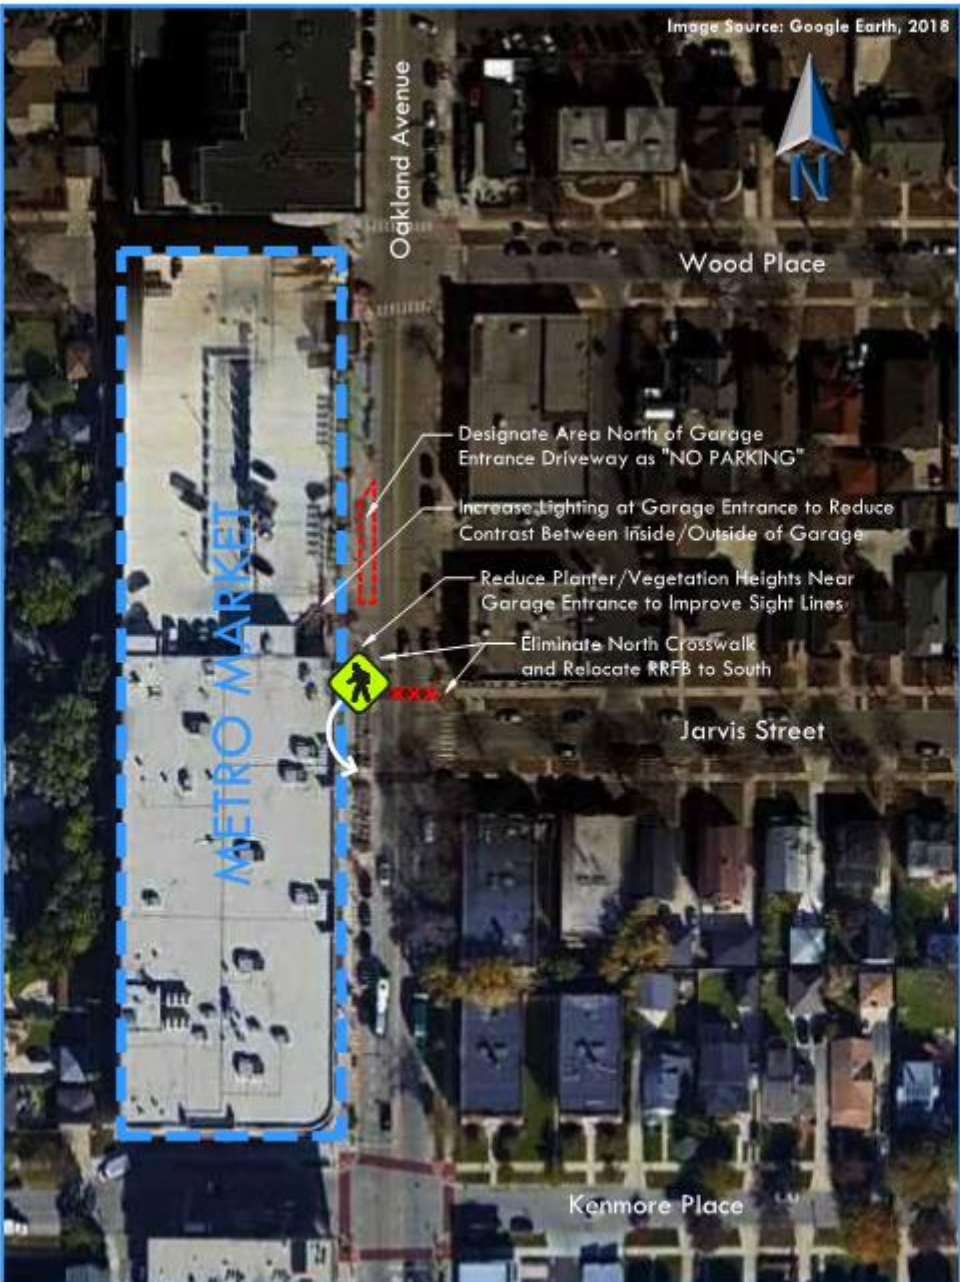 Image Source: Google Earth, 2018
Oakland Avenue
N
Wood Place
Designate Area North of Garage
Entrance Driveway as "NO PARKING"
Increase Lighting at Garage Entrance to Reduce
Contrast Between Inside/Outside of Garage
Reduce Planter/Vegetation Heights Near
Garage Entrance to Improve Sight Lines
Eliminate North Crosswalk
and Relocate RRFB to South
XXX
METRO MARKET
Jarvis Street
Kenmore Place